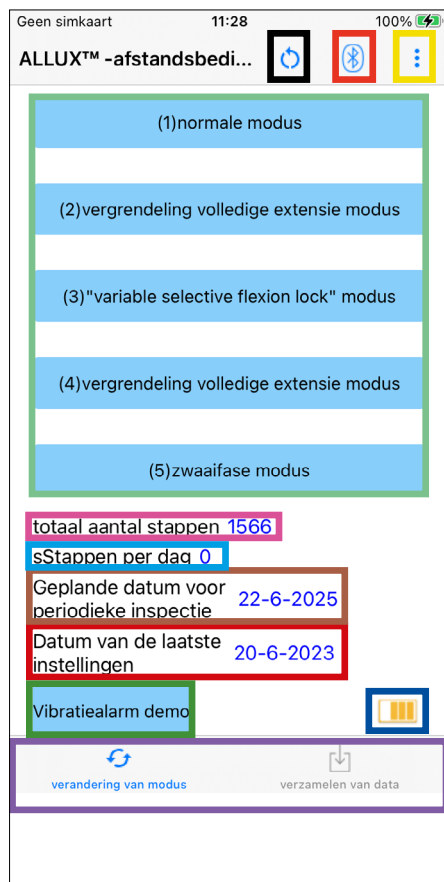 Geen simkaart 11:28 100%
ALLUX™ -afstandsbedi...
(1)normale modus
(2)vergrendeling volledige extensie modus
(3)"variable selective flexion lock" modus
(4)vergrendeling volledige extensie modus
(5)zwaaifase modus
totaal aantal stappen 1566
sStappen per dag 0
Geplande datum voor
periodieke inspectie 22-6-2025
Datum van de laatste
instellingen 20-6-2023
Vibratiealarm demo
verandering van modus verzamelen van data